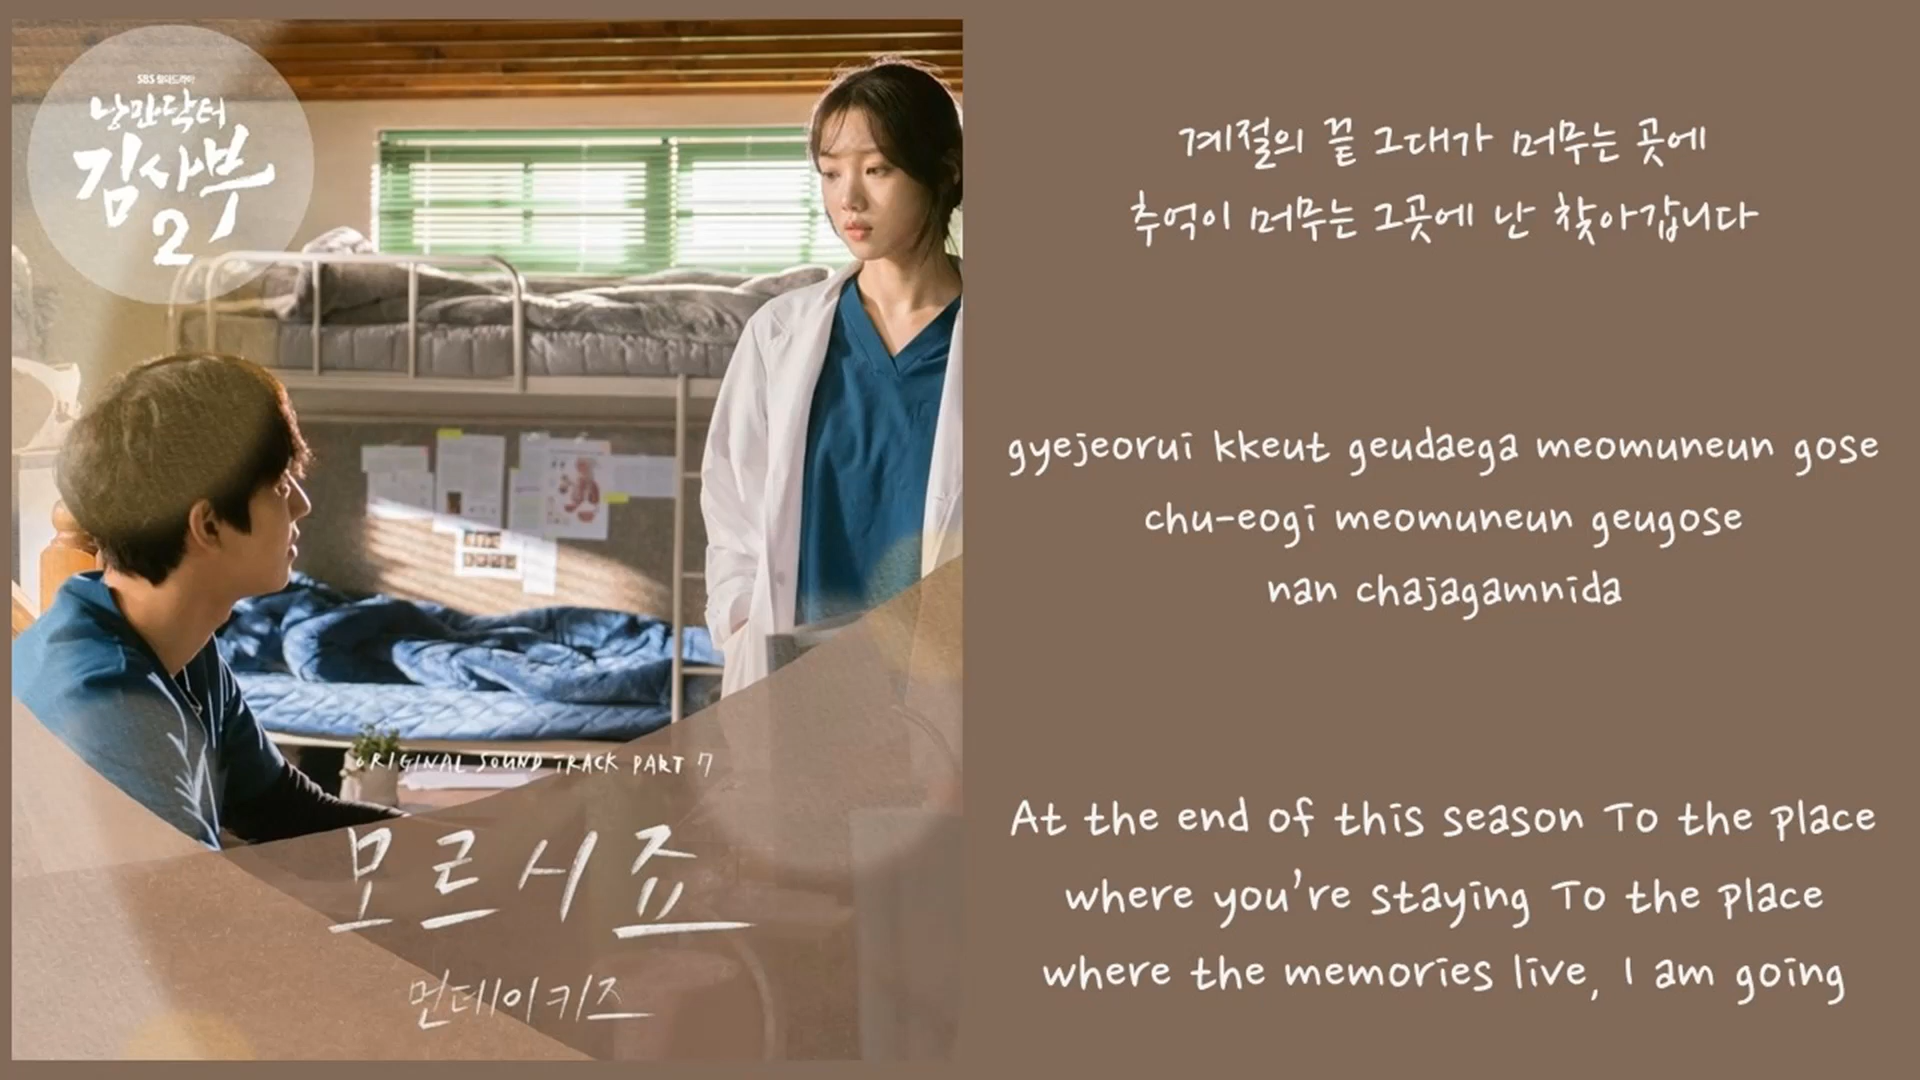 SBS 월화드라마
낭만닥터
김사부
2
ORIGINAL SOUND TRACK PART 7
모르시죠
먼데이키즈
계절의 끝 그대가 머무는 곳에
추억이 머무는 그곳에 난 찾아갑니다
gyejeorui kkeut geudaega meomuneun gose
chu-eogi meomuneun geugose
nan chajagamnida
At the end of this season To the place
where you're staying To the place
where the memories live, I am going